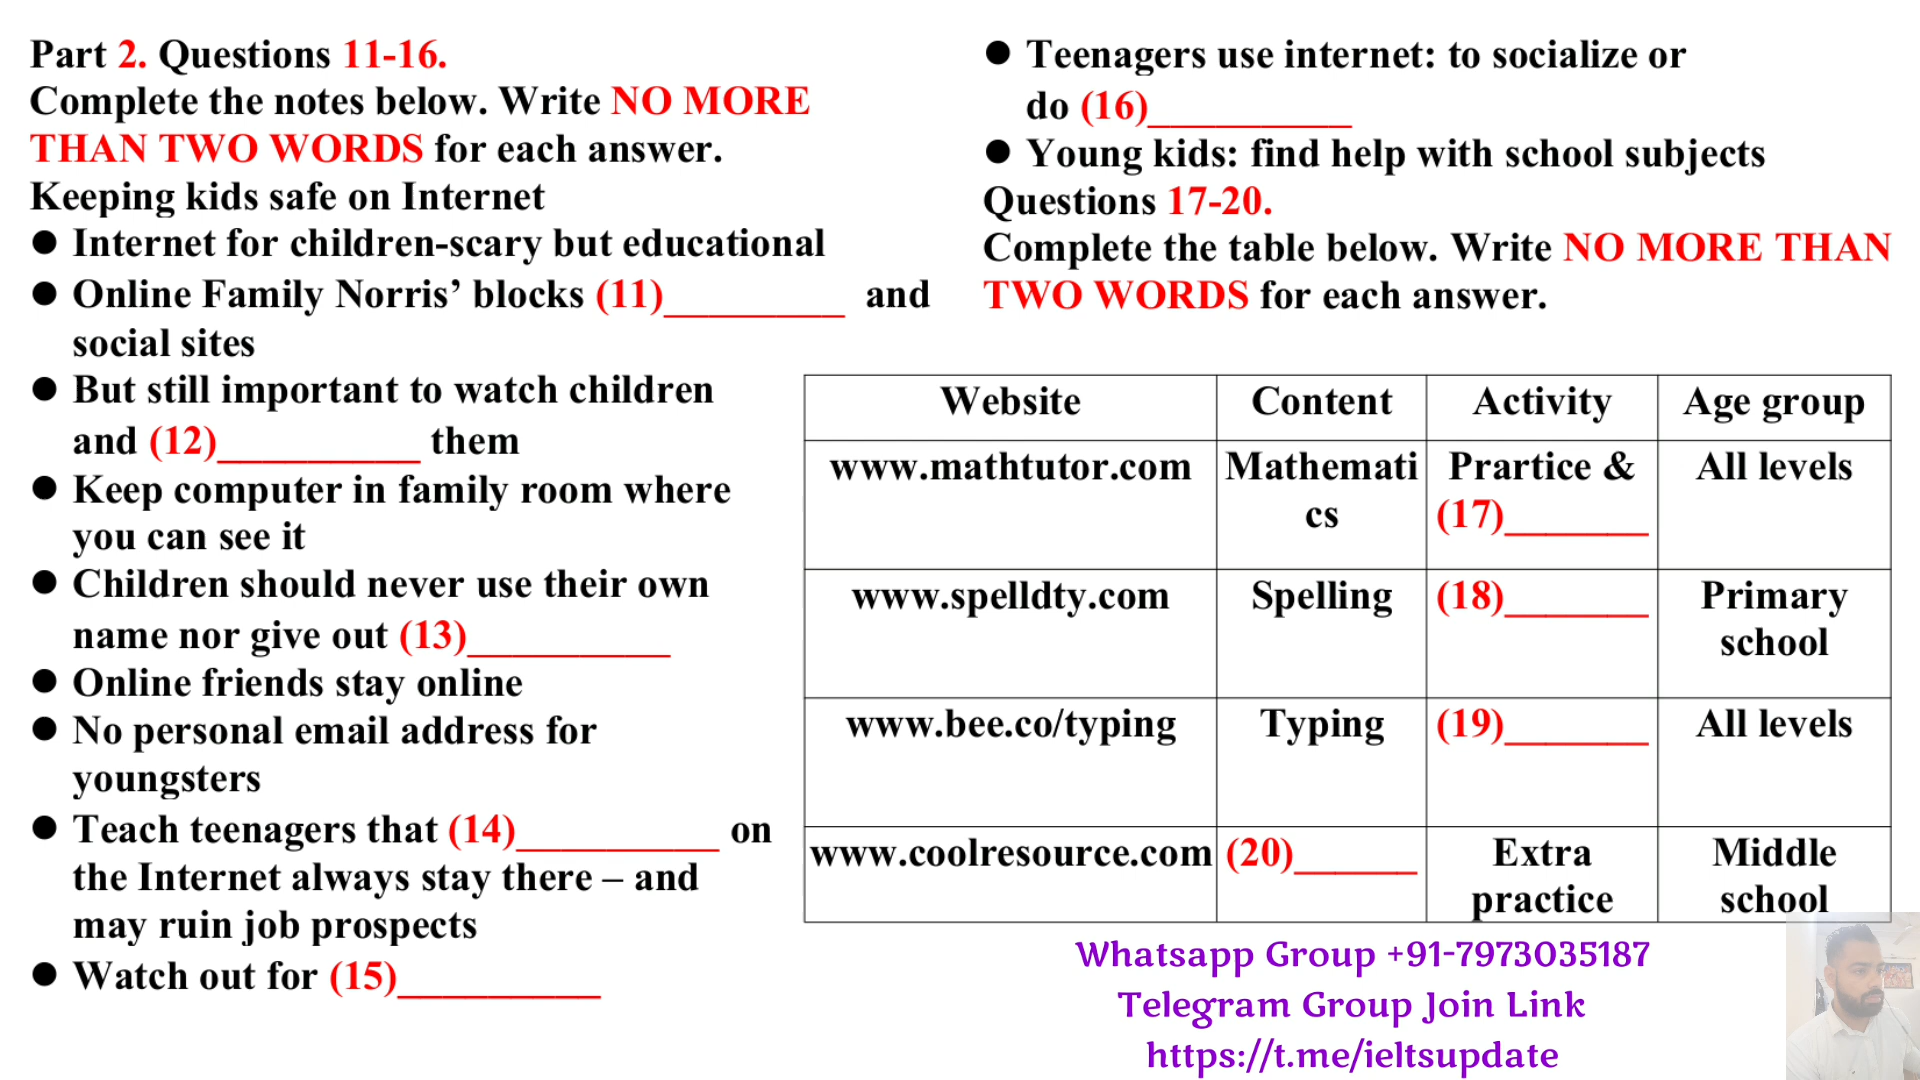 Part 2. Questions 11-16.
Complete the notes below. Write NO MORE
THAN TWO WORDS for each answer.
Keeping kids safe on Internet
● Internet for children-scary but educational
● Online Family Norris’ blocks (11)________ and
social sites
● But still important to watch children
and (12)_________ them
● Keep computer in family room where
you can see it
● Children should never use their own
name nor give out (13)_________
● Online friends stay online
● No personal email address for
youngsters
● Teach teenagers that (14)_________ on
the Internet always stay there – and
may ruin job prospects
● Watch out for (15)_________
● Teenagers use internet: to socialize or
do (16)_________
● Young kids: find help with school subjects
Questions 17-20.
Complete the table below. Write NO MORE THAN
TWO WORDS for each answer.
Website Content Activity Age group
www.mathtutor.com Mathemati Prartice & All levels
cs (17)_______
www.spelldty.com Spelling (18)_______ Primary
school
www.bee.co/typing Typing (19)_______ All levels
www.coolresource.com (20)______ Extra Middle
practice school
Whatsapp Group +91-7973035187
Telegram Group Join Link
https://t.me/ieltsupdate